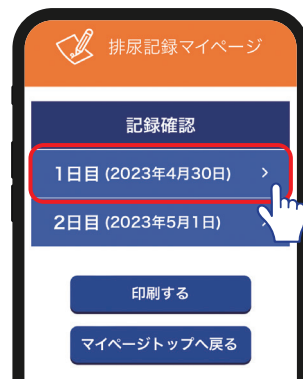 排尿記録マイページ
記録確認
1日目 (2023年4月30日)
2日目 (2023年5月1日)
印刷する
マイページトップへ戻る